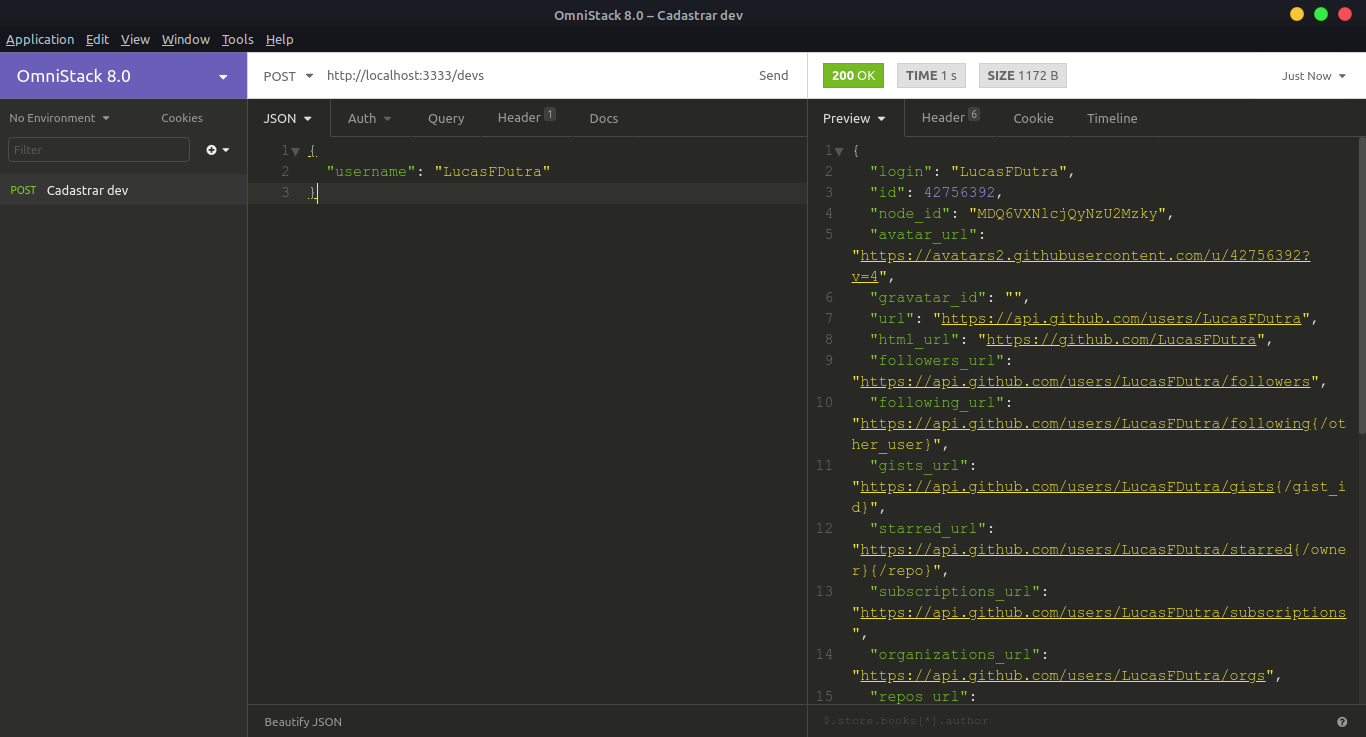 OmniStack 8.0 – Cadastrar dev
Application Edit View Window Tools Help
OmniStack 8.0
No Environment Cookies
Filter
POST Cadastrar dev
POST http://localhost:3333/devs Send
JSON Auth Query Header 1 Docs
1 {
2 "username": "LucasFDutra"
3 }
Beautify JSON
200 OK TIME 1 s SIZE 1172 B Just Now
Preview Header 6 Cookie Timeline
1 {
2 "login": "LucasFDutra",
3 "id": 42756392,
4 "node_id": "MDQ6VXNlcjQyNzU2Mzky",
5 "avatar_url":
"https://avatars2.githubusercontent.com/u/42756392?
v=4",
6 "gravatar_id": "",
7 "url": "https://api.github.com/users/LucasFDutra",
8 "html_url": "https://github.com/LucasFDutra",
9 "followers_url":
"https://api.github.com/users/LucasFDutra/followers",
10 "following_url":
"https://api.github.com/users/LucasFDutra/following{/ot
her_user}",
11 "gists_url":
"https://api.github.com/users/LucasFDutra/gists{/gist_i
d}",
12 "starred_url":
"https://api.github.com/users/LucasFDutra/starred{/owne
r}{/repo}",
13 "subscriptions_url":
"https://api.github.com/users/LucasFDutra/subscriptions
",
14 "organizations_url":
"https://api.github.com/users/LucasFDutra/orgs",
15 "repos_url":
$.store.books[*].author